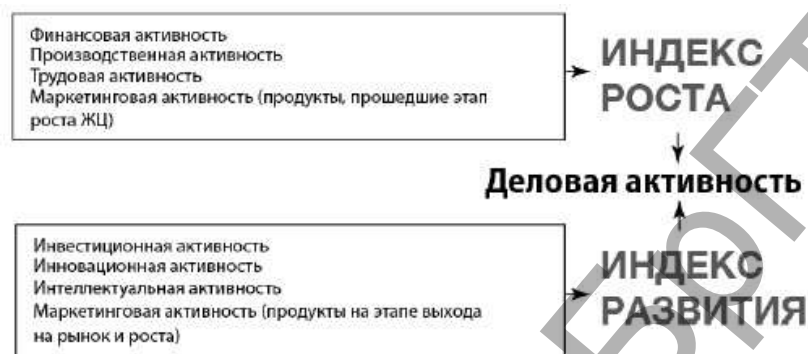 Финансовая активность
Производственная активность
Трудовая активность
Маркетинговая активность (продукты, прошедшие этап
роста ЖЦ)
ИНДЕКС
РОСТА
Деловая активность
Инвестиционная активность
Инновационная активность
Интеллектуальная активность
Маркетинговая активность (продукты на этапе выхода
на рынок и роста)
ИНДЕКС
РАЗВИТИЯ